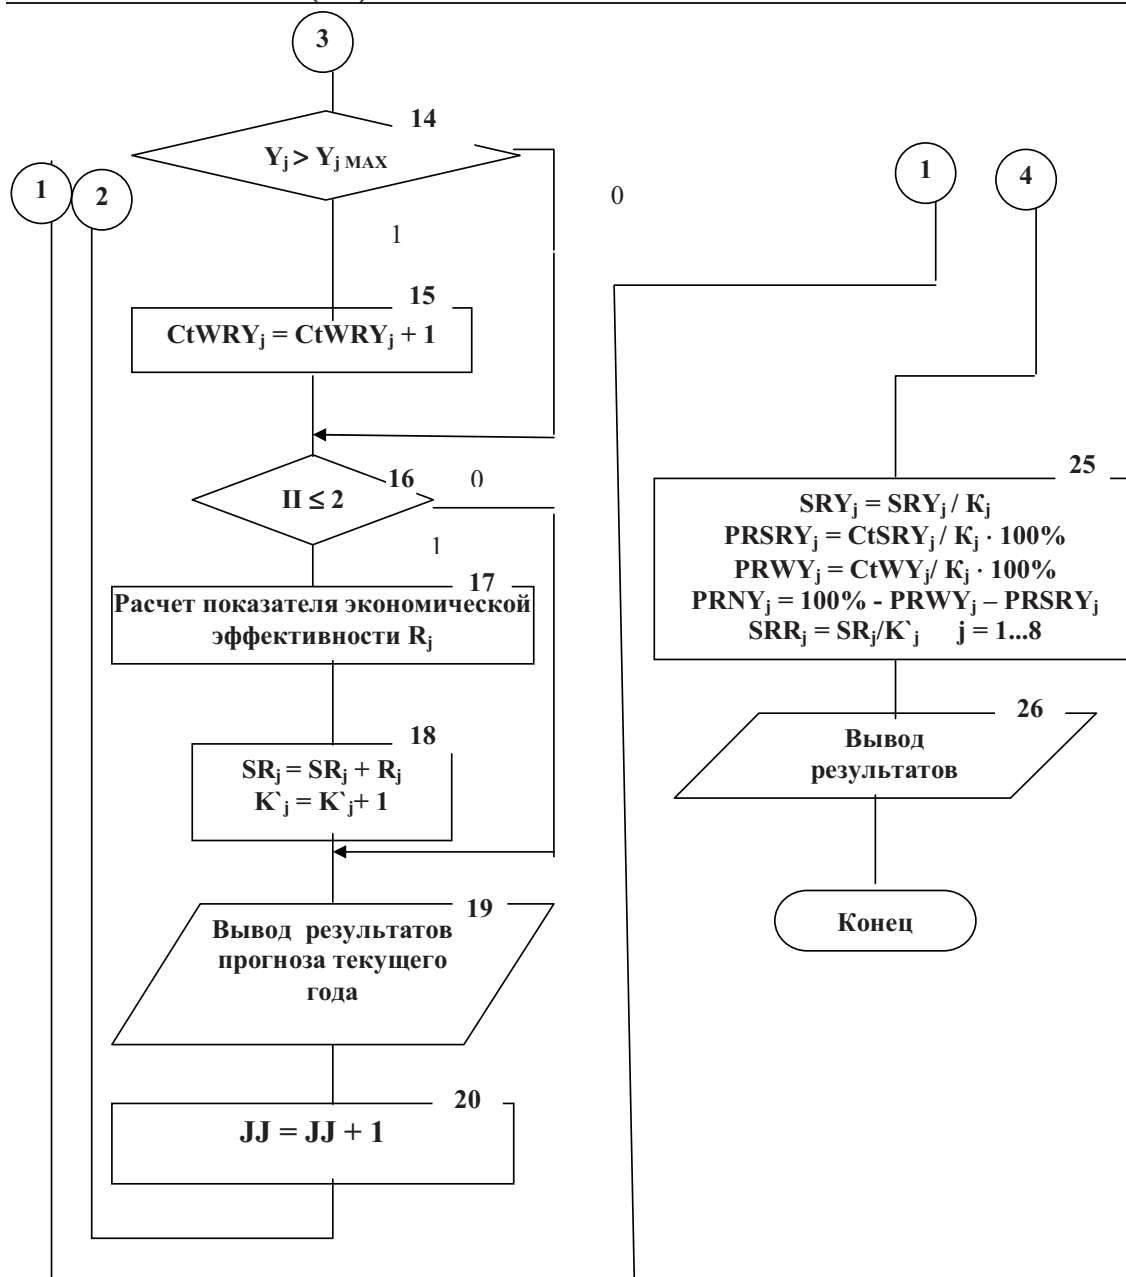 3
14
Yj > Yj MAX
1
2
1
4
0
1
15
CtWRYj = CtWRYj + 1
16
0
II ≤ 2
1
17
Расчет показателя экономической
эффективности Rj
18
SRj = SRj + Rj
K`j = K`j+ 1
19
Вывод результатов
прогноза текущего
года
20
JJ = JJ + 1
25
SRYj = SRYj / Kj
PRSRYj = CtSRYj / Kj · 100%
PRWYj = CtWYj/ Kj · 100%
PRNYj = 100% - PRWYj – PRSRYj
SRRj = SRj/K`j j = 1...8
26
Вывод
результатов
Конец